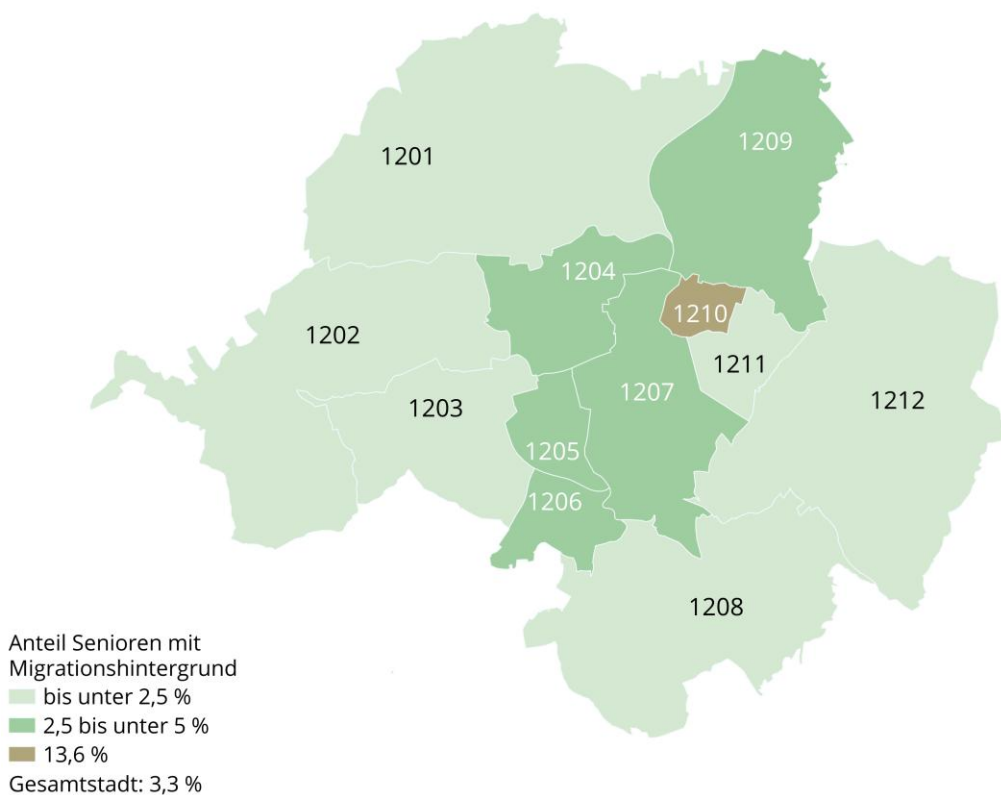 1209
1201
1204
1210
1202
1211
1207
1212
1203
1205
1206
1208
Anteil Senioren mit
Migrationshintergrund
bis unter 2,5 %
2,5 bis unter 5 %
13,6 %
Gesamtstadt: 3,3 %